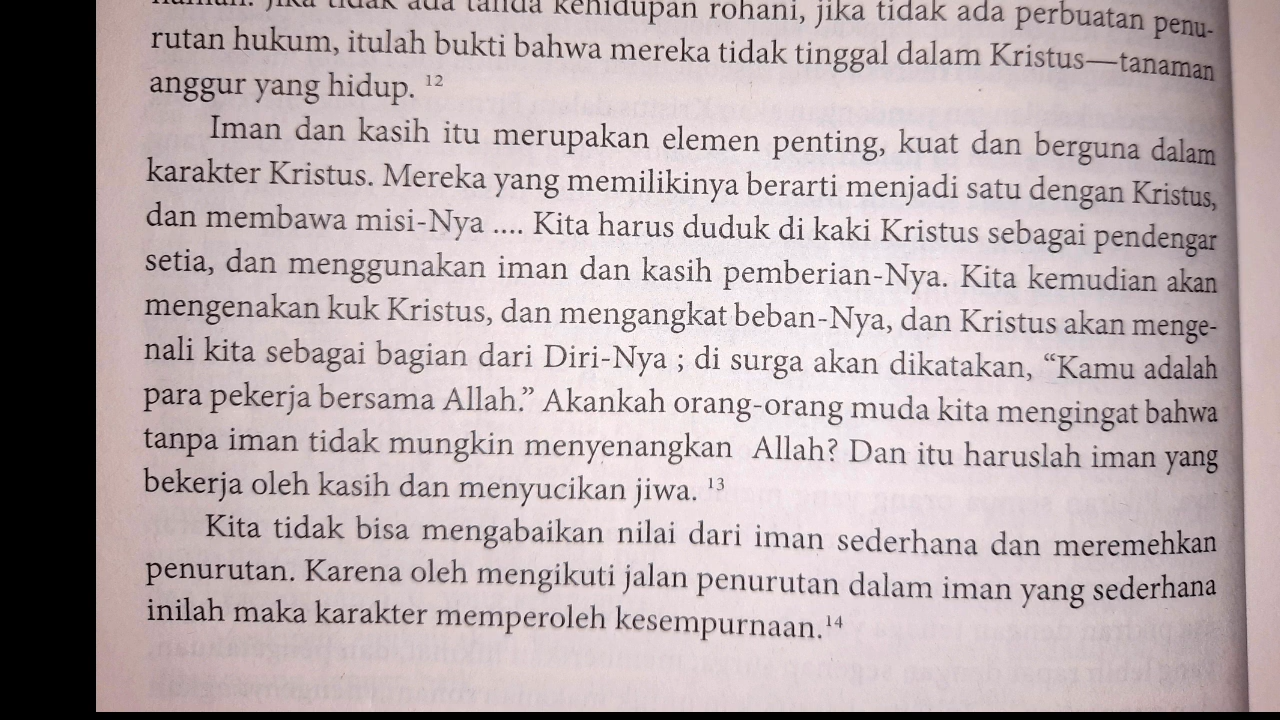 jika tidak ada tanda kehidupan rohani, jika tidak ada perbuatan penu-
rutan hukum, itulah bukti bahwa mereka tidak tinggal dalam Kristus—tanaman
anggur yang hidup. 12
Iman dan kasih itu merupakan elemen penting, kuat dan berguna dalam
karakter Kristus. Mereka yang memilikinya berarti menjadi satu dengan Kristus,
dan membawa misi-Nya .... Kita harus duduk di kaki Kristus sebagai pendengar
setia, dan menggunakan iman dan kasih pemberian-Nya. Kita kemudian akan
mengenakan kuk Kristus, dan mengangkat beban-Nya, dan Kristus akan menge-
nali kita sebagai bagian dari Diri-Nya ; di surga akan dikatakan, “Kamu adalah
para pekerja bersama Allah.” Akankah orang-orang muda kita mengingat bahwa
tanpa iman tidak mungkin menyenangkan Allah? Dan itu haruslah iman yang
bekerja oleh kasih dan menyucikan jiwa. 13
Kita tidak bisa mengabaikan nilai dari iman sederhana dan meremehkan
penurutan. Karena oleh mengikuti jalan penurutan dalam iman yang sederhana
inilah maka karakter memperoleh kesempurnaan.14